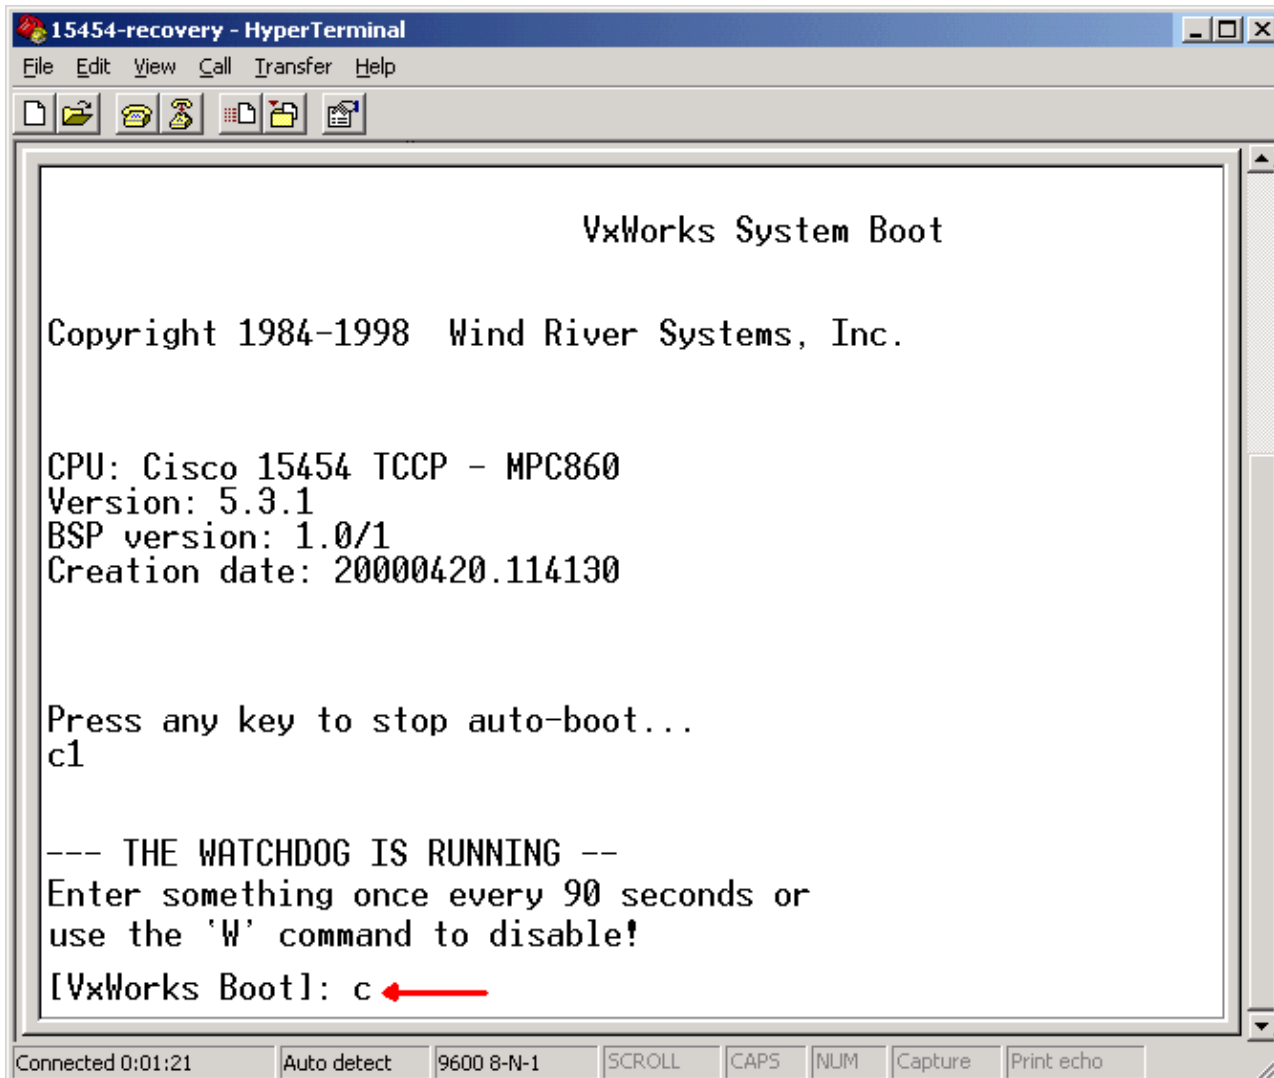 15454-recovery - HyperTerminal
File Edit View Call Transfer Help
VxWorks System Boot
Copyright 1984-1998  Wind River Systems, Inc.
CPU: Cisco 15454 TCCP - MPC860
Version: 5.3.1
BSP version: 1.0/1
Creation date: 20000420.114130
Press any key to stop auto-boot...
c1
--- THE WATCHDOG IS RUNNING --
Enter something once every 90 seconds or
use the 'W' command to disable!
[VxWorks Boot]: c
Connected 0:01:21 Auto detect 9600 8-N-1 SCROLL CAPS NUM Capture Print echo